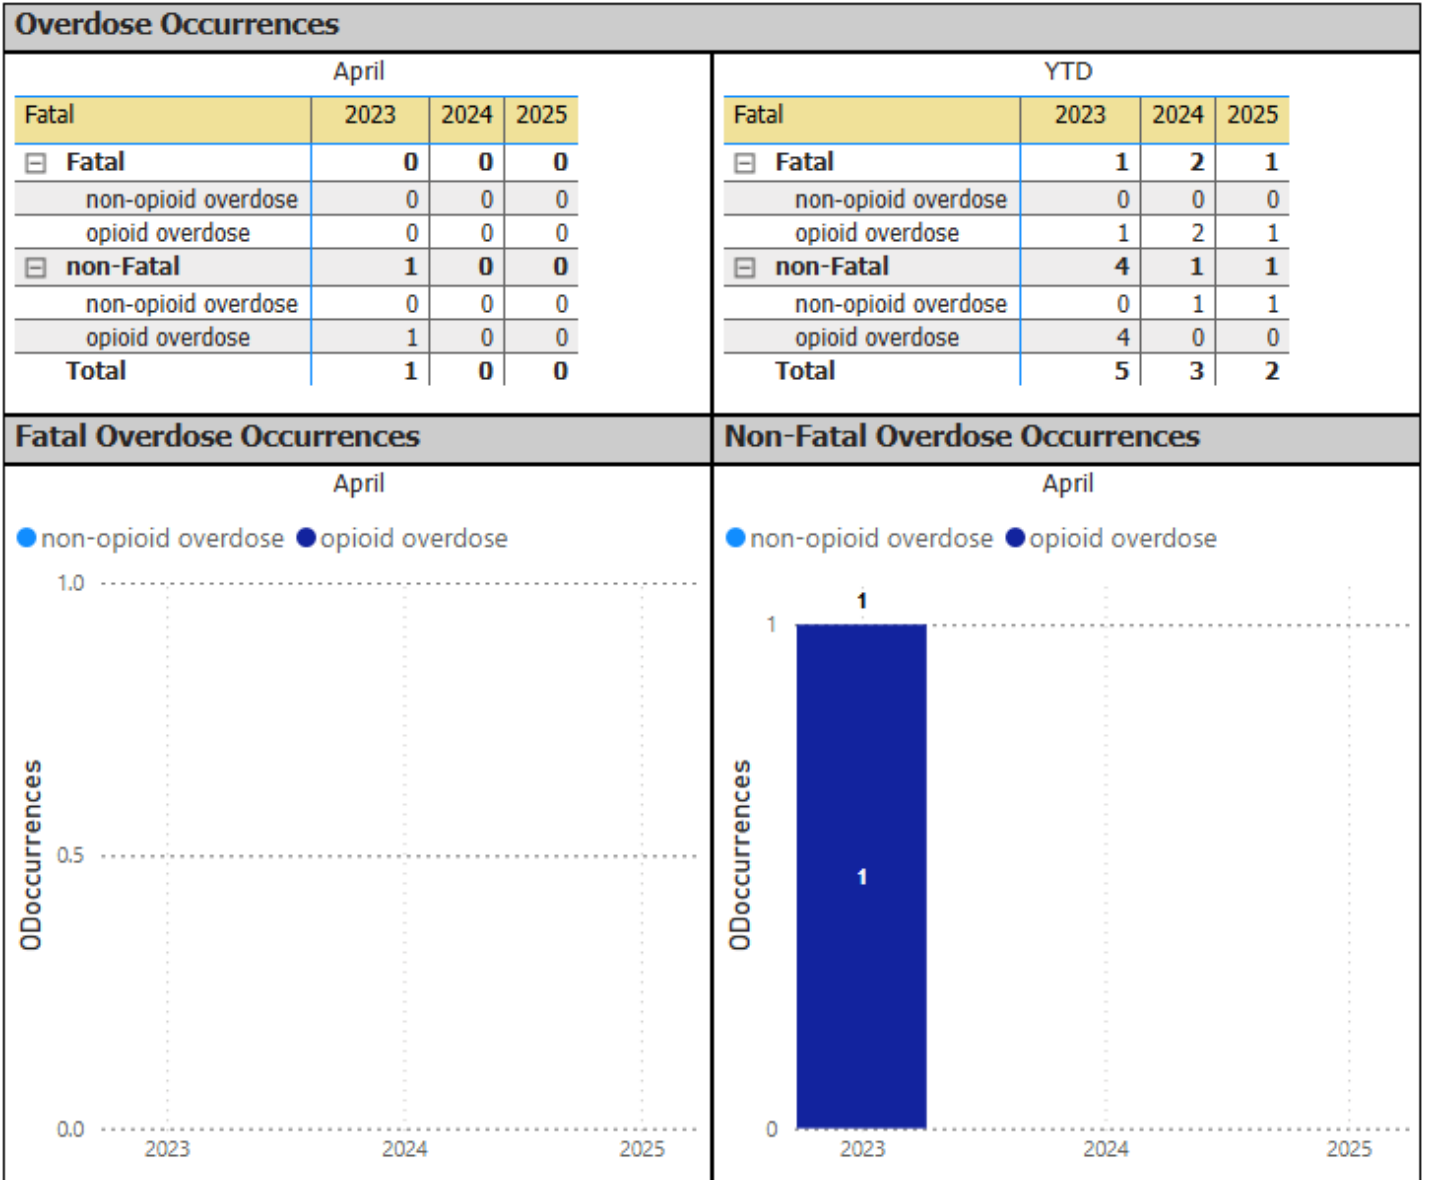 Overdose Occurrences
April
Fatal 2023 2024 2025
Fatal 0 0 0
non-opioid overdose 0 0 0
opioid overdose 0 0 0
non-Fatal 1 0 0
non-opioid overdose 0 0 0
opioid overdose 1 0 0
Total 1 0 0
YTD
Fatal 2023 2024 2025
Fatal 1 2 1
non-opioid overdose 0 0 0
opioid overdose 1 2 1
non-Fatal 4 1 1
non-opioid overdose 0 1 1
opioid overdose 4 0 0
Total 5 3 2
Fatal Overdose Occurrences
April
non-opioid overdose opioid overdose
1.0
0.5
0.0
ODoccurrences
2023 2024 2025
Non-Fatal Overdose Occurrences
April
non-opioid overdose opioid overdose
1
1
1
0
ODoccurrences
2023 2024 2025